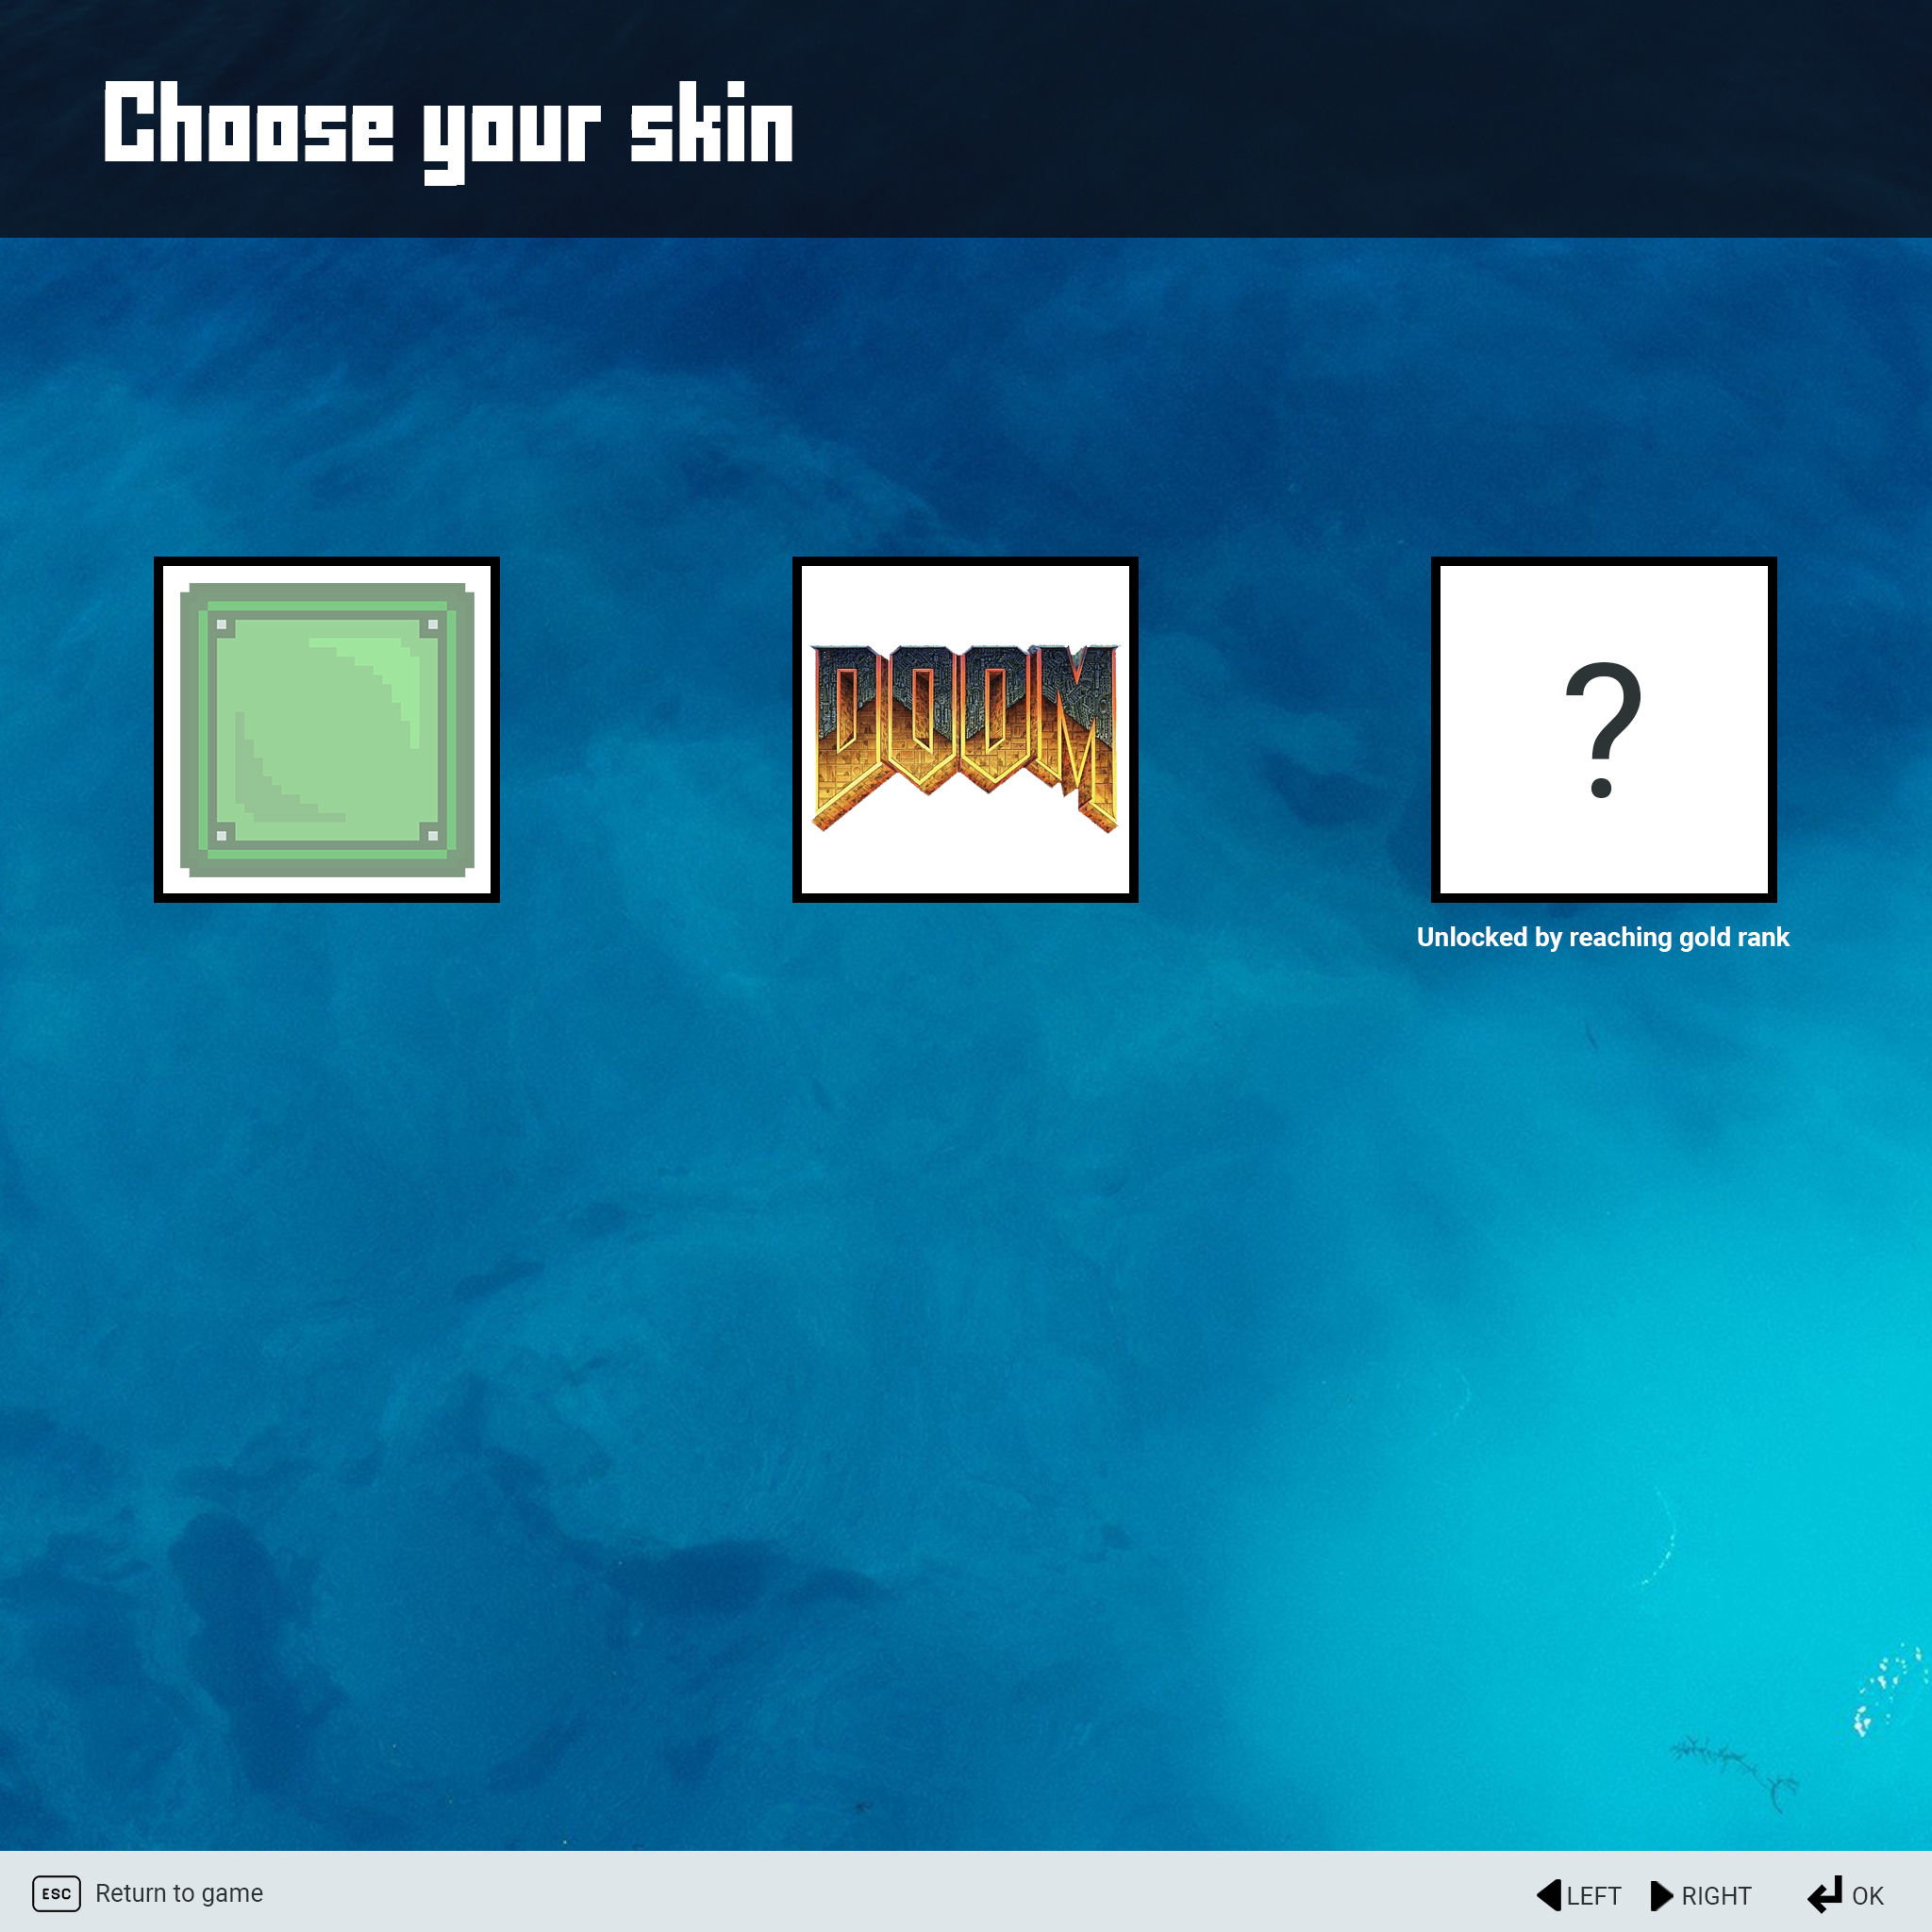 Choose your skin
DOOM
?
Unlocked by reaching gold rank
ESC Return to game
LEFT RIGHT OK